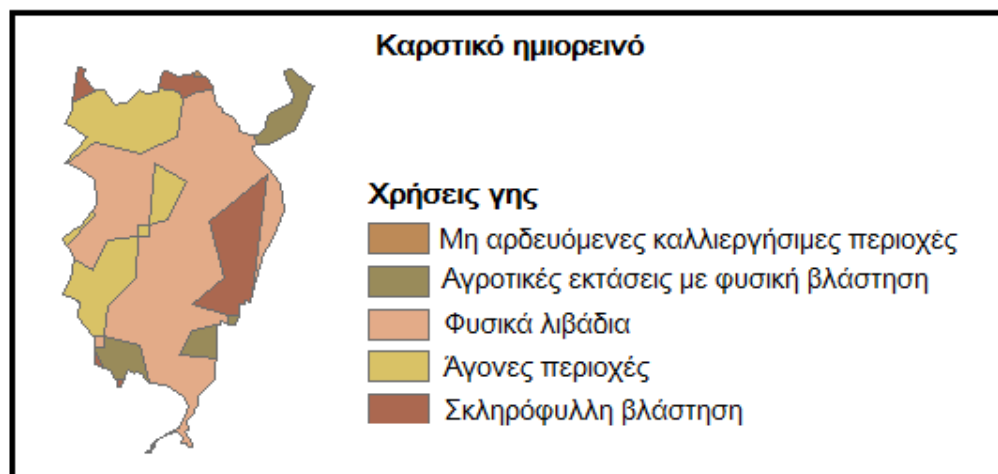 Καρστικό ημιορεινό
Χρήσεις γης
Μη αρδευόμενες καλλιεργήσιμες περιοχές
Αγροτικές εκτάσεις με φυσική βλάστηση
Φυσικά λιβάδια
Άγονες περιοχές
Σκληρόφυλλη βλάστηση